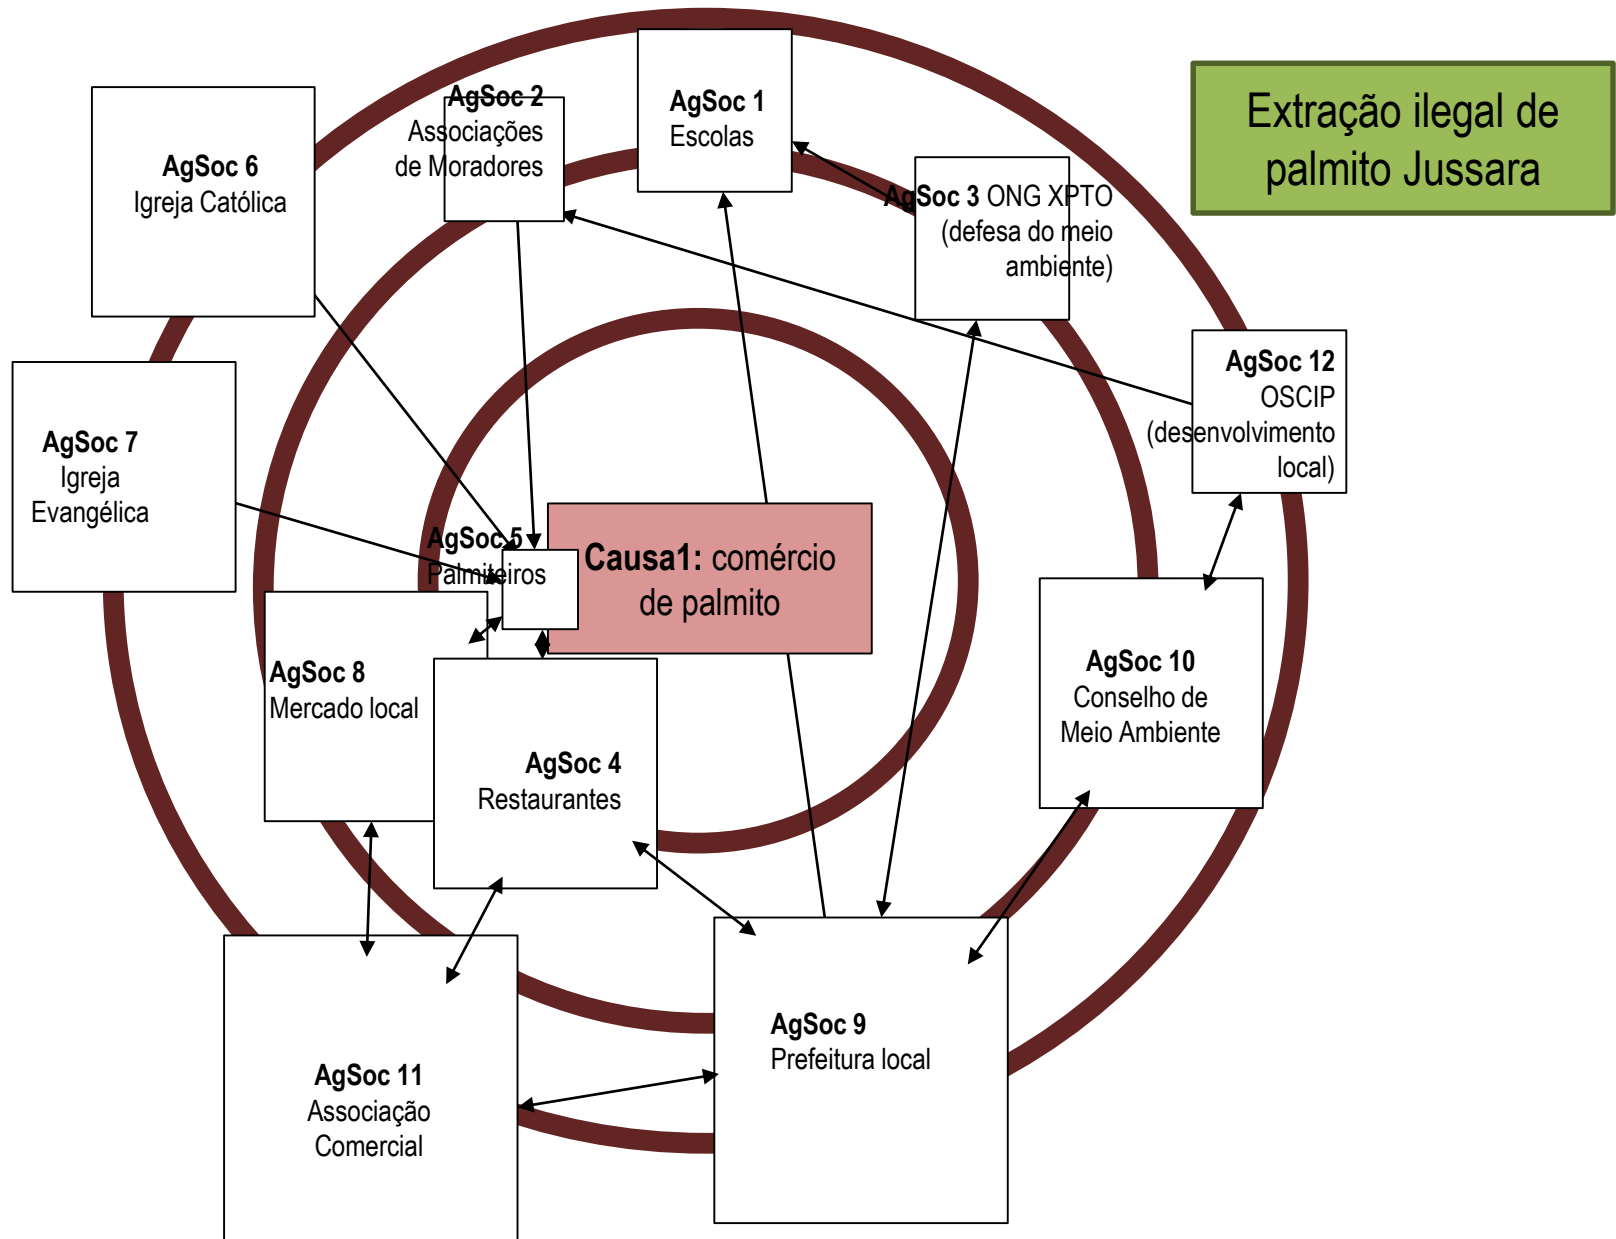 Extração ilegal de
palmito Jussara
AgSoc 1
Escolas
AgSoc 2
Associações
de Moradores
AgSoc 6
Igreja Católica
AgSoc 3 ONG XPTO
(defesa do meio
ambiente)
AgSoc 12
OSCIP
(desenvolvimento
local)
AgSoc 7
Igreja
Evangélica
AgSoc 5
Palmiteiros
Causa1: comércio
de palmito
AgSoc 8
Mercado local
AgSoc 4
Restaurantes
AgSoc 10
Conselho de
Meio Ambiente
AgSoc 9
Prefeitura local
AgSoc 11
Associação
Comercial